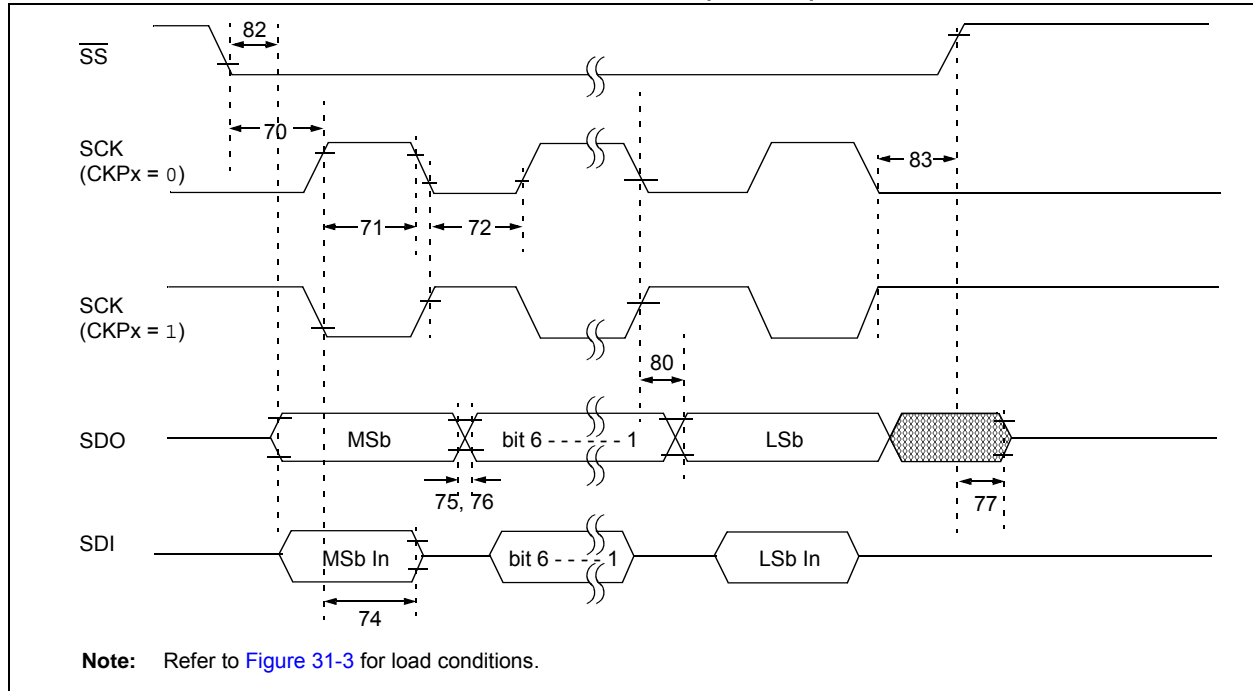 82
SS
70
SCK
(CKPx = 0)
83
71
72
SCK
(CKPx = 1)
80
SDO
MSb
bit 6 - - - - - - 1
LSb
75, 76
77
SDI
MSb In
bit 6 - - - - 1
LSb In
74
Note: Refer to Figure 31-3 for load conditions.